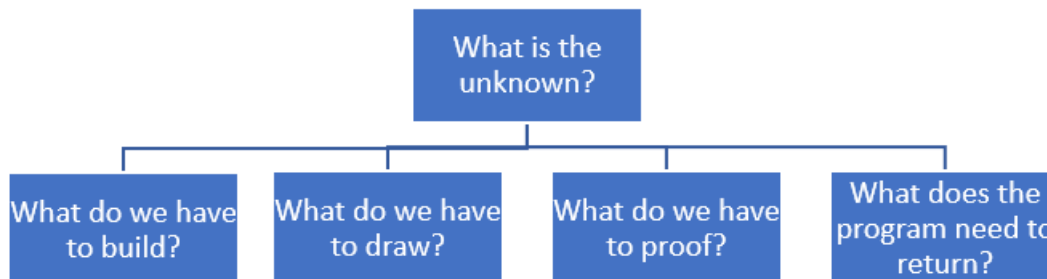 What is the
unknown?
What do we have
to build?
What do we have
to draw?
What do we have
to proof?
What does the
program need to
return?